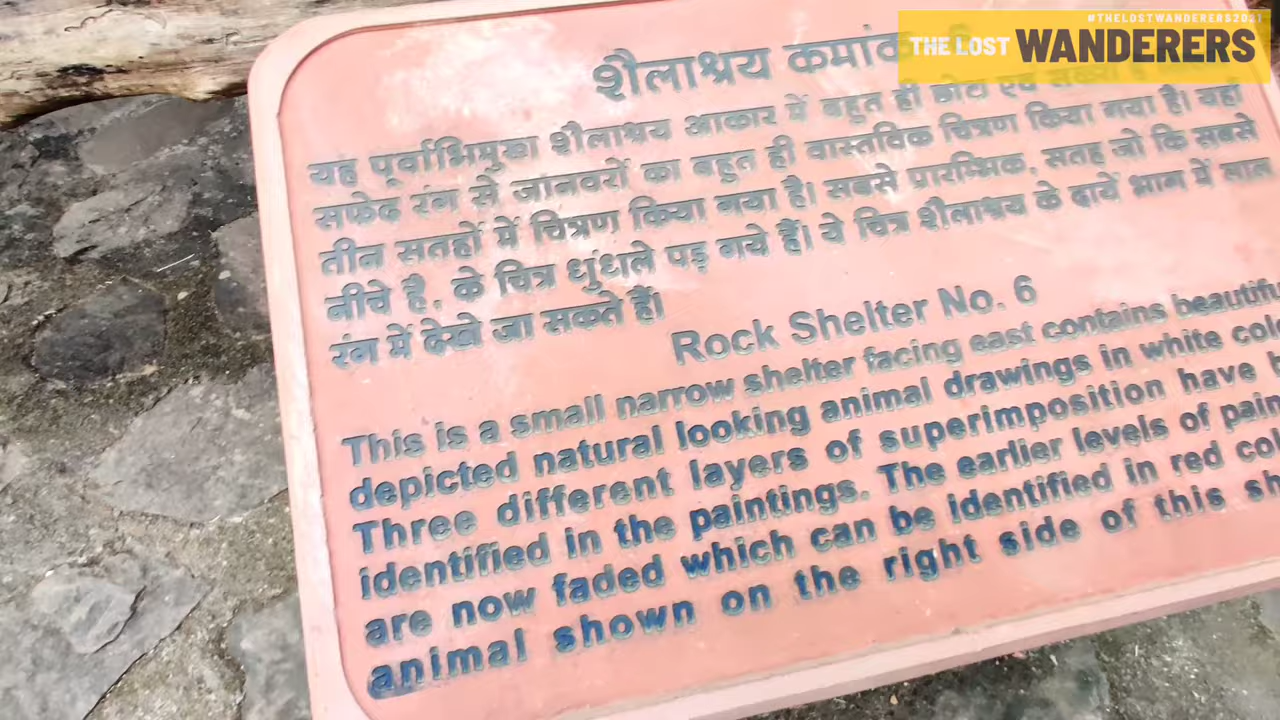 #THELOSTWANDERERS2021
THE LOST WANDERERS
शैलाश्रय कमांक
यह पूर्वाभिमुखा शैलाश्रय आकार में बहुत ही छोटा एवं
सफेद रंग से जानवरों का बहुत ही वास्तविक चित्रण किया गया है। यहाँ
तीन सतहों में चित्रण किया गया है। सबसे प्रारम्भिक, सतह जो कि सबसे
नीचे है, के चित्र धुंधले पड़ गये हैं। ये चित्र शैलाश्रय के दायें भाग में लाल
रंग में देखे जा सकते हैं।
Rock Shelter No. 6
This is a small narrow shelter facing east contains
depicted natural looking animal drawings in white
Three different layers of superimposition have
identified in the paintings. The earlier levels of
are now faded which can be identified in red
animal shown on the right side of this